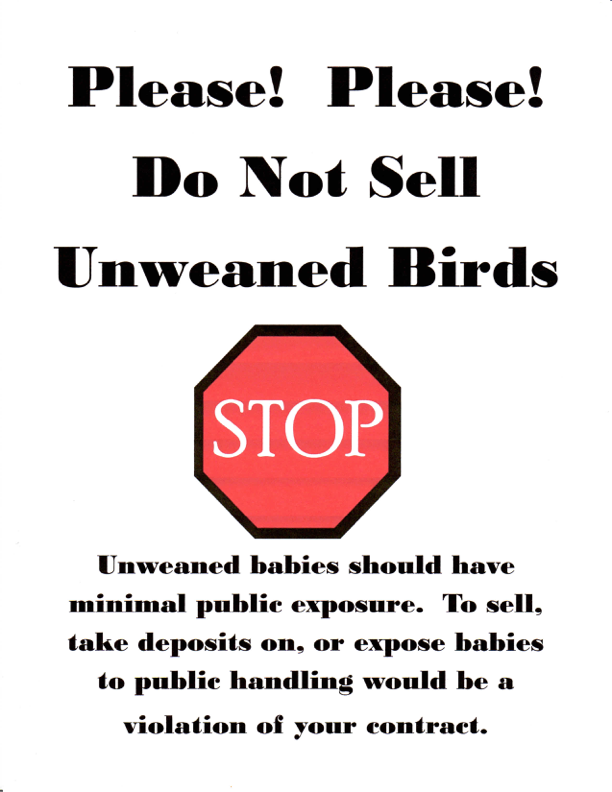 Please!  Please!
Do Not Sell
Unweaned Birds
STOP
Unweaned babies should have
minimal public exposure.  To sell,
take deposits on, or expose babies
to public handling would be a
violation of your contract.